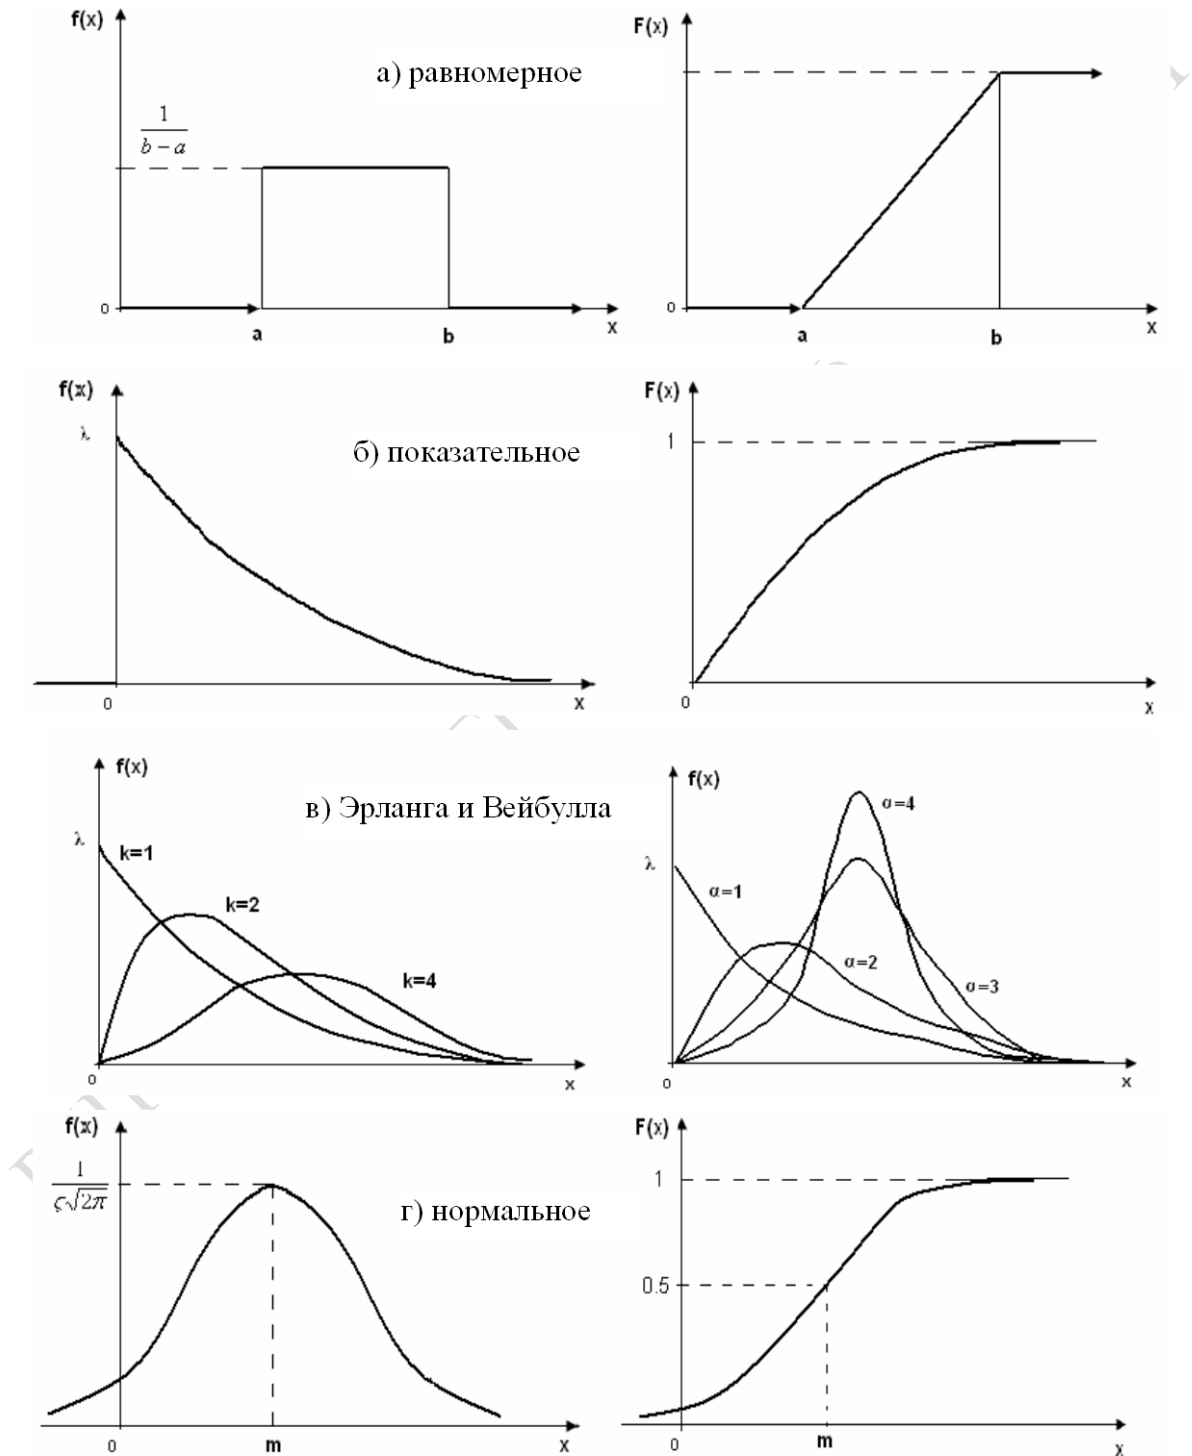 f(x)
F(x)
а) равномерное
1
b – a
0
a
b
x
0
a
b
x
f(x)
F(x)
λ
б) показательное
1
0
x
0
x
f(x)
f(x)
в) Эрланга и Вейбулла
λ
k=1
k=2
k=4
λ
α=4
α=1
α=2
α=3
0
x
0
x
f(x)
F(x)
1
ς√2π
г) нормальное
1
0.5
0
m
x
0
m
x